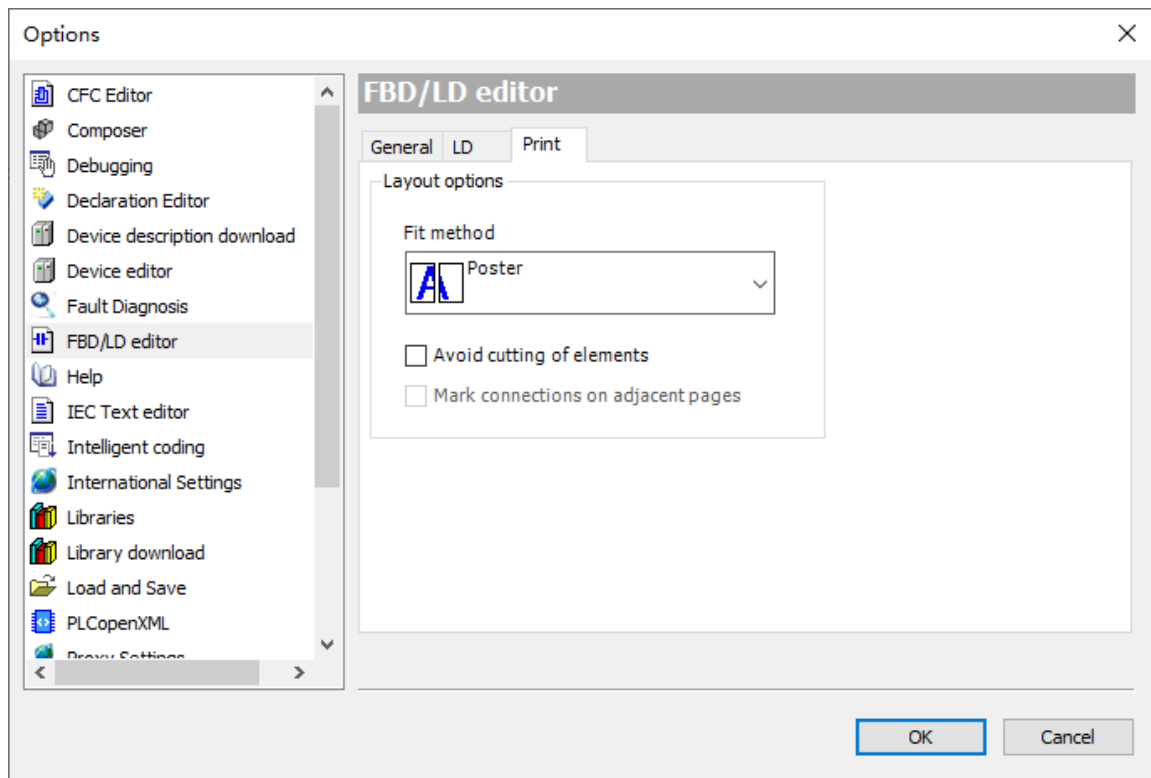 Options
CFC Editor
Composer
Debugging
Declaration Editor
Device description download
Device editor
Fault Diagnosis
FBD/LD editor
Help
IEC Text editor
Intelligent coding
International Settings
Libraries
Library download
Load and Save
PLCopenXML
Proxy Settings
FBD/LD editor
General LD Print
Layout options
Fit method
Poster
Avoid cutting of elements
Mark connections on adjacent pages
OK Cancel